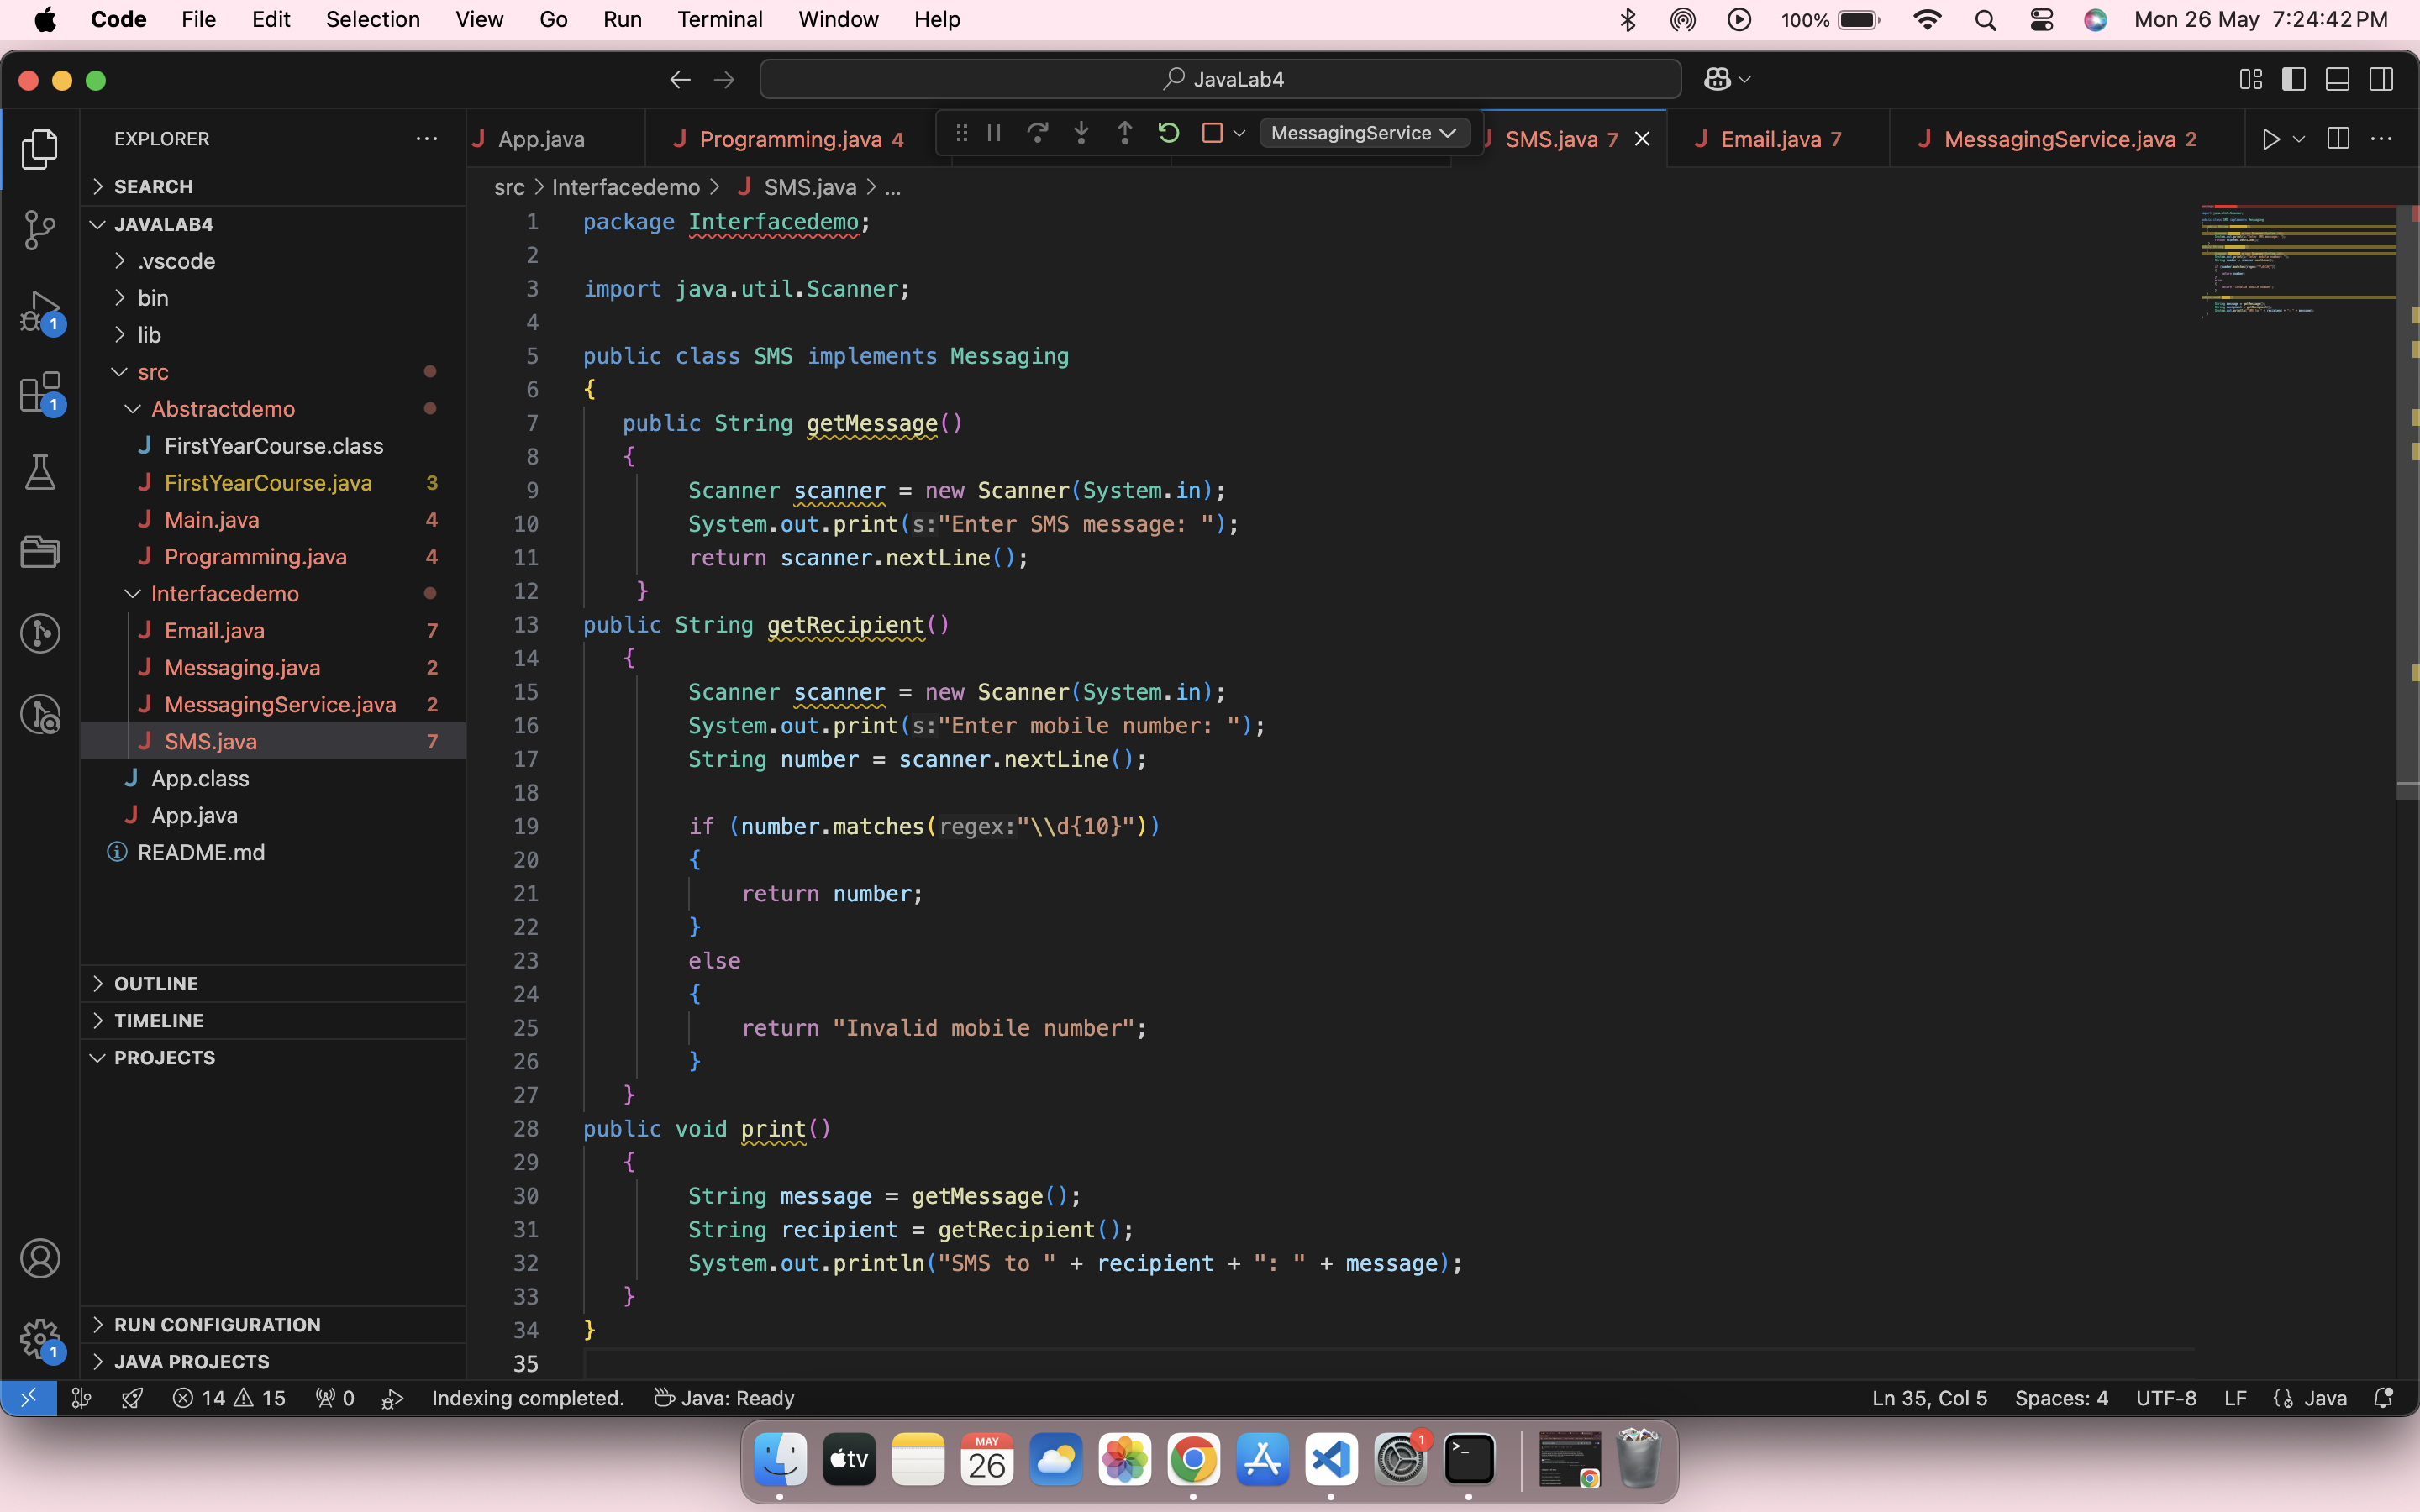 Code File Edit Selection View Go Run Terminal Window Help 100% Mon 26 May 7:24:42 PM
JavaLab4
EXPLORER
SEARCH
JAVALAB4
.vscode
bin
lib
src
Abstractdemo
FirstYearCourse.class
FirstYearCourse.java 3
Main.java 4
Programming.java 4
Interfacedemo
Email.java 7
Messaging.java 2
MessagingService.java 2
SMS.java 7
App.class
App.java
README.md
OUTLINE
TIMELINE
PROJECTS
RUN CONFIGURATION
JAVA PROJECTS
1
1
1
App.java Programming.java 4 MessagingService SMS.java 7 Email.java 7 MessagingService.java 2
src > Interfacedemo > SMS.java > ...
1 package Interfacedemo;
2
3 import java.util.Scanner;
4
5 public class SMS implements Messaging
6 {
7 public String getMessage()
8 {
9 Scanner scanner = new Scanner(System.in);
10 System.out.print(s:"Enter SMS message: ");
11 return scanner.nextLine();
12 }
13 public String getRecipient()
14 {
15 Scanner scanner = new Scanner(System.in);
16 System.out.print(s:"Enter mobile number: ");
17 String number = scanner.nextLine();
18
19 if (number.matches(regex:"\\d{10}"))
20 {
21 return number;
22 }
23 else
24 {
25 return "Invalid mobile number";
26 }
27 }
28 public void print()
29 {
30 String message = getMessage();
31 String recipient = getRecipient();
32 System.out.println("SMS to " + recipient + ": " + message);
33 }
34 }
35
14 15 0 Indexing completed. Java: Ready Ln 35, Col 5 Spaces: 4 UTF-8 LF Java
tv MAY 26 1